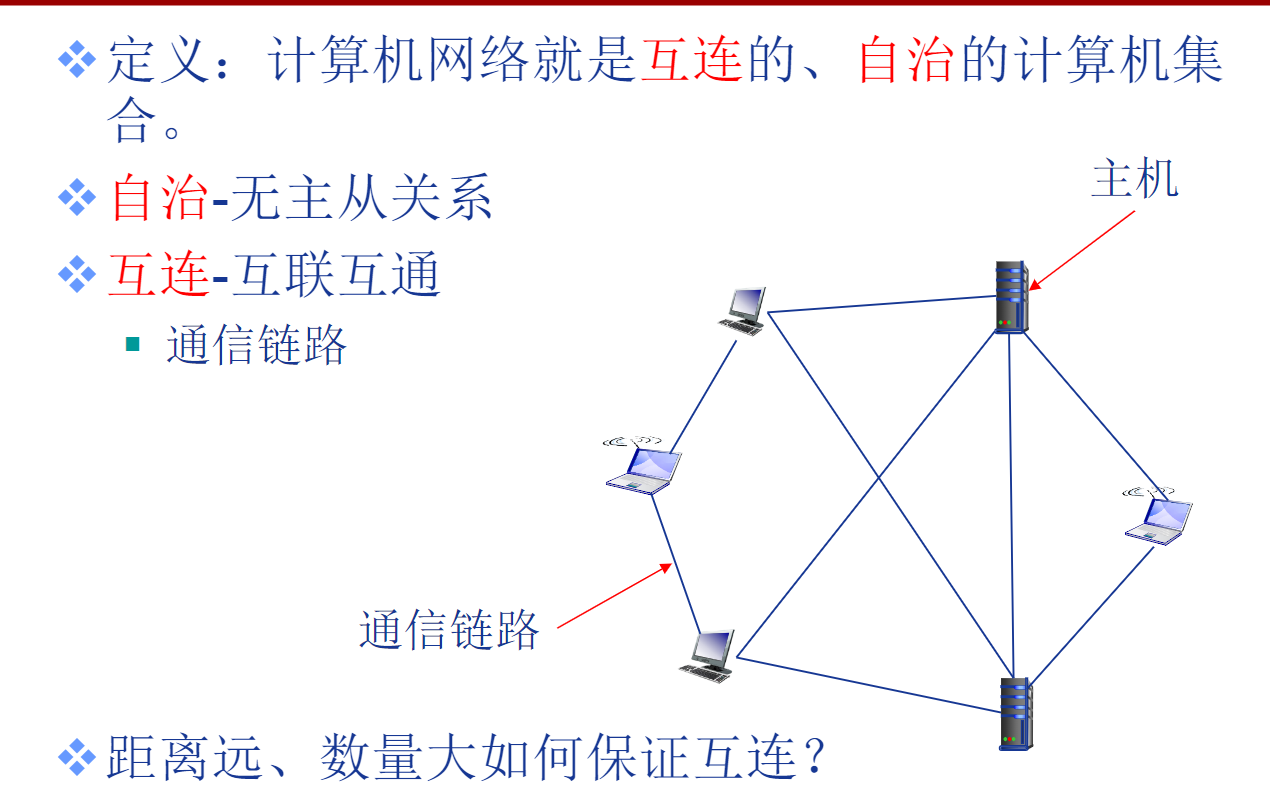 定义：计算机网络就是互连的、自治的计算机集
合。
自治-无主从关系
互连-互联互通
通信链路
主机
通信链路
距离远、数量大如何保证互连？